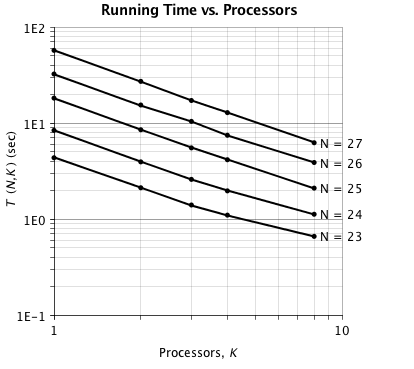 Running Time vs. Processors
1E2
1E1
1E0
1E−1
T (N,K) (sec)
N = 27
N = 26
N = 25
N = 24
N = 23
1
10
Processors, K